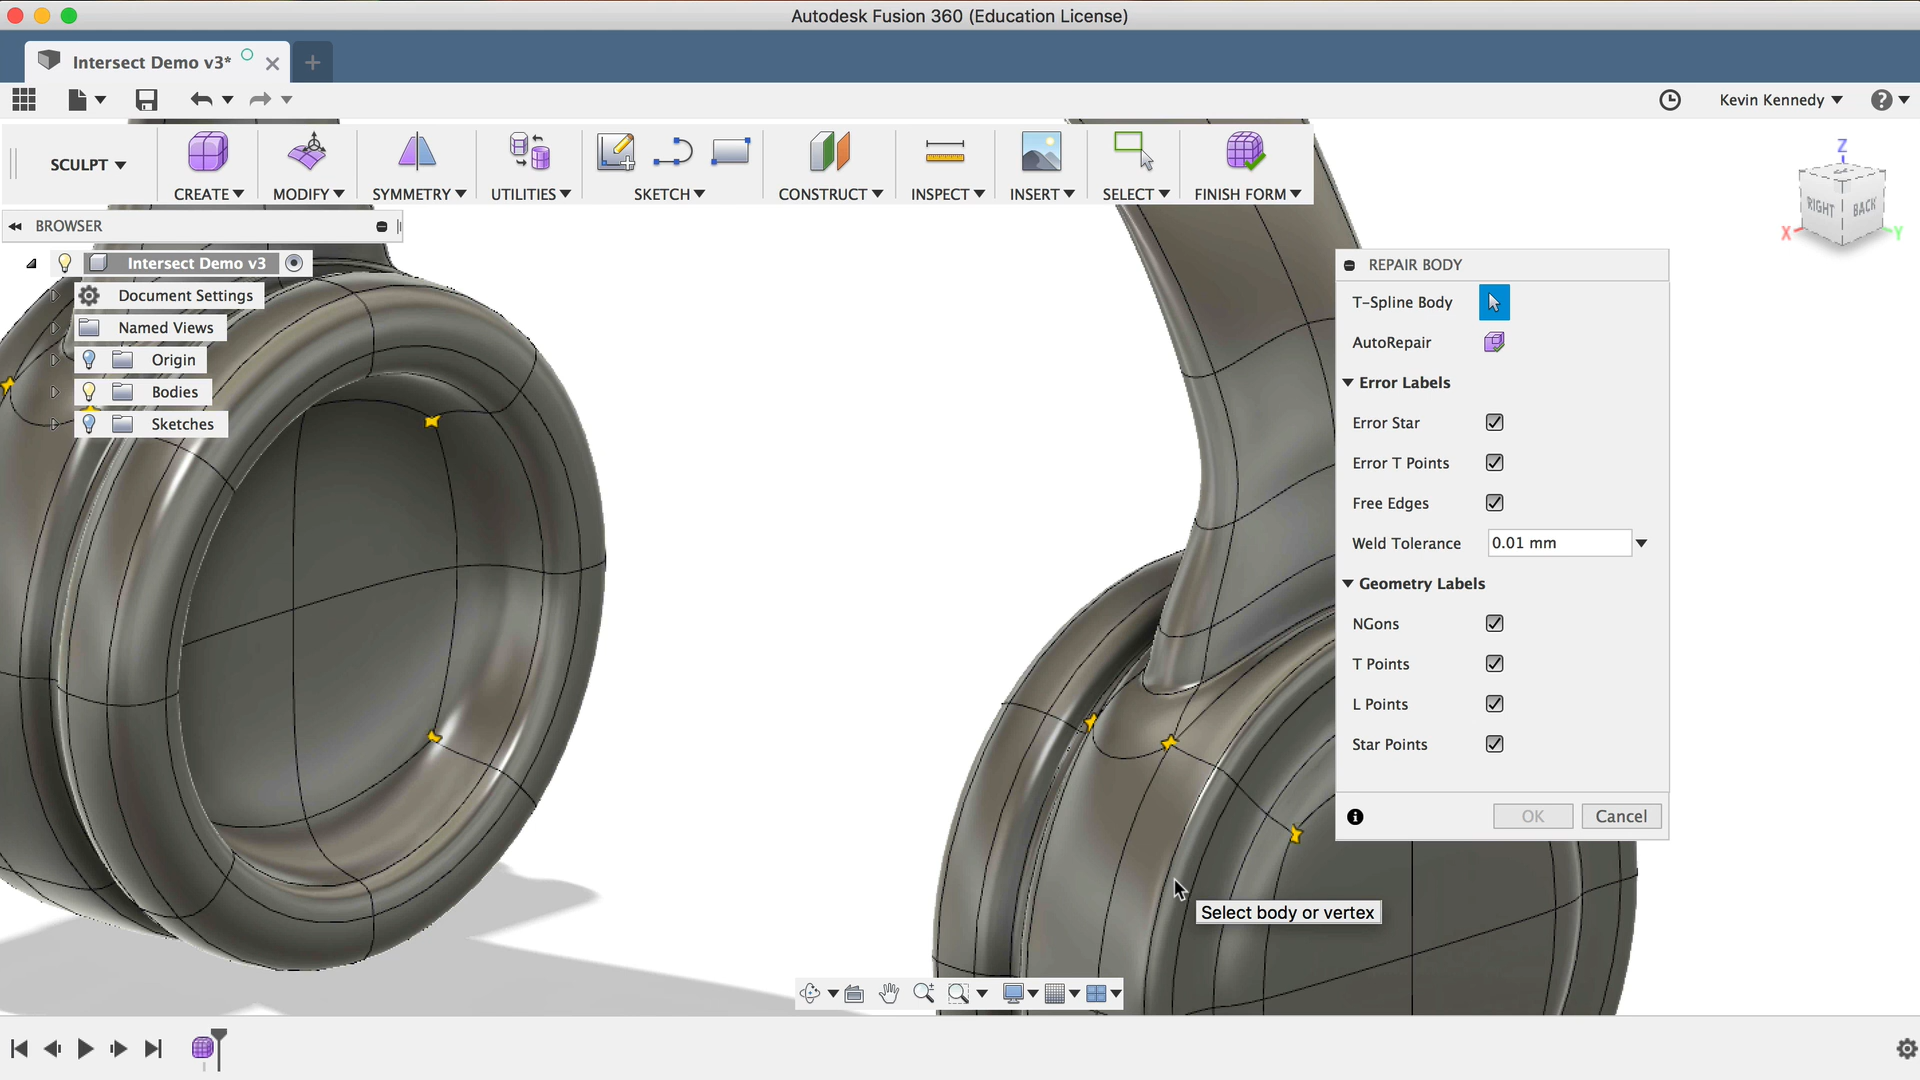 Autodesk Fusion 360 (Education License)
Intersect Demo v3*
Kevin Kennedy
SCULPT
CREATE
MODIFY
SYMMETRY
UTILITIES
SKETCH
CONSTRUCT
INSPECT
INSERT
SELECT
FINISH FORM
BROWSER
Intersect Demo v3
Document Settings
Named Views
Origin
Bodies
Sketches
Z
RIGHT
BACK
X
Y
REPAIR BODY
T-Spline Body
AutoRepair
Error Labels
Error Star
Error T Points
Free Edges
Weld Tolerance 0.01 mm
Geometry Labels
NGons
T Points
L Points
Star Points
OK Cancel
Select body or vertex